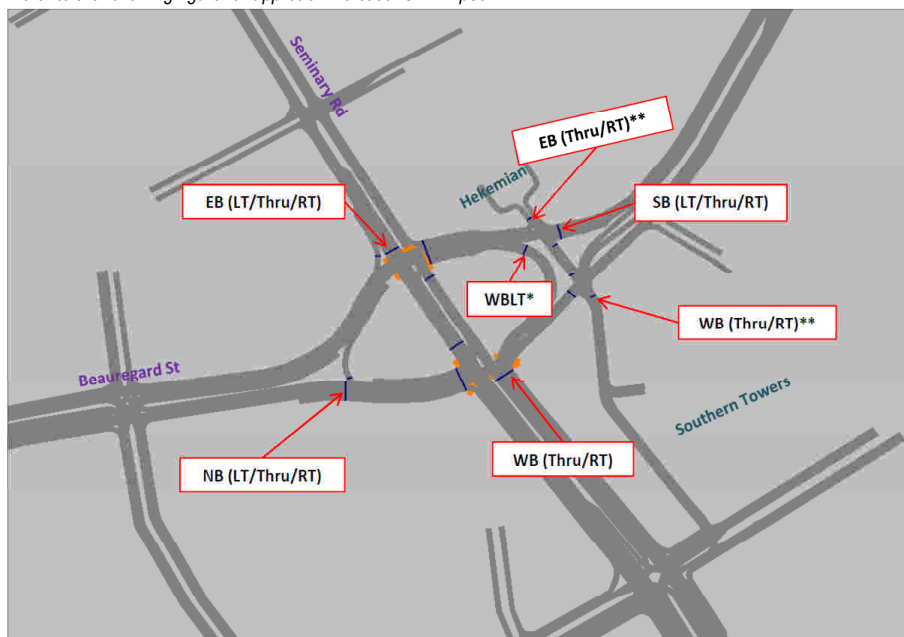 Seminary Rd
EB (Thru/RT)**
Hekemian
EB (LT/Thru/RT)
SB (LT/Thru/RT)
WBLT*
WB (Thru/RT)**
Beauregard St
Southern Towers
NB (LT/Thru/RT)
WB (Thru/RT)